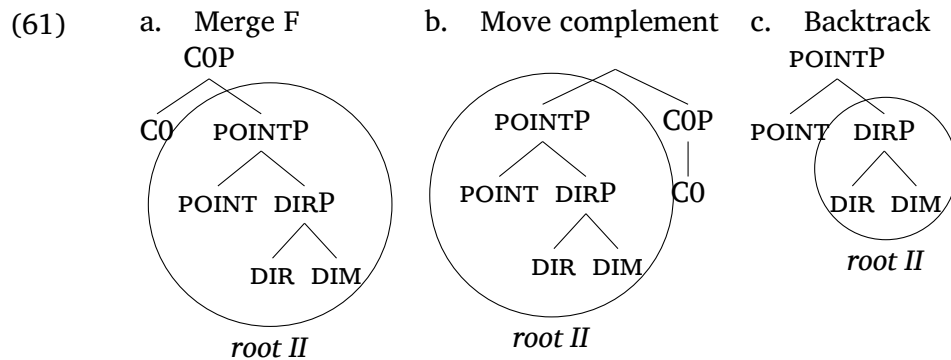 (61) a. Merge F b. Move complement c. Backtrack
C0P POINTP
C0 POINTP POINTP C0P POINT DIRP
POINT DIRP POINT DIRP C0 DIR DIM
DIR DIM DIR DIM root II
root II root II